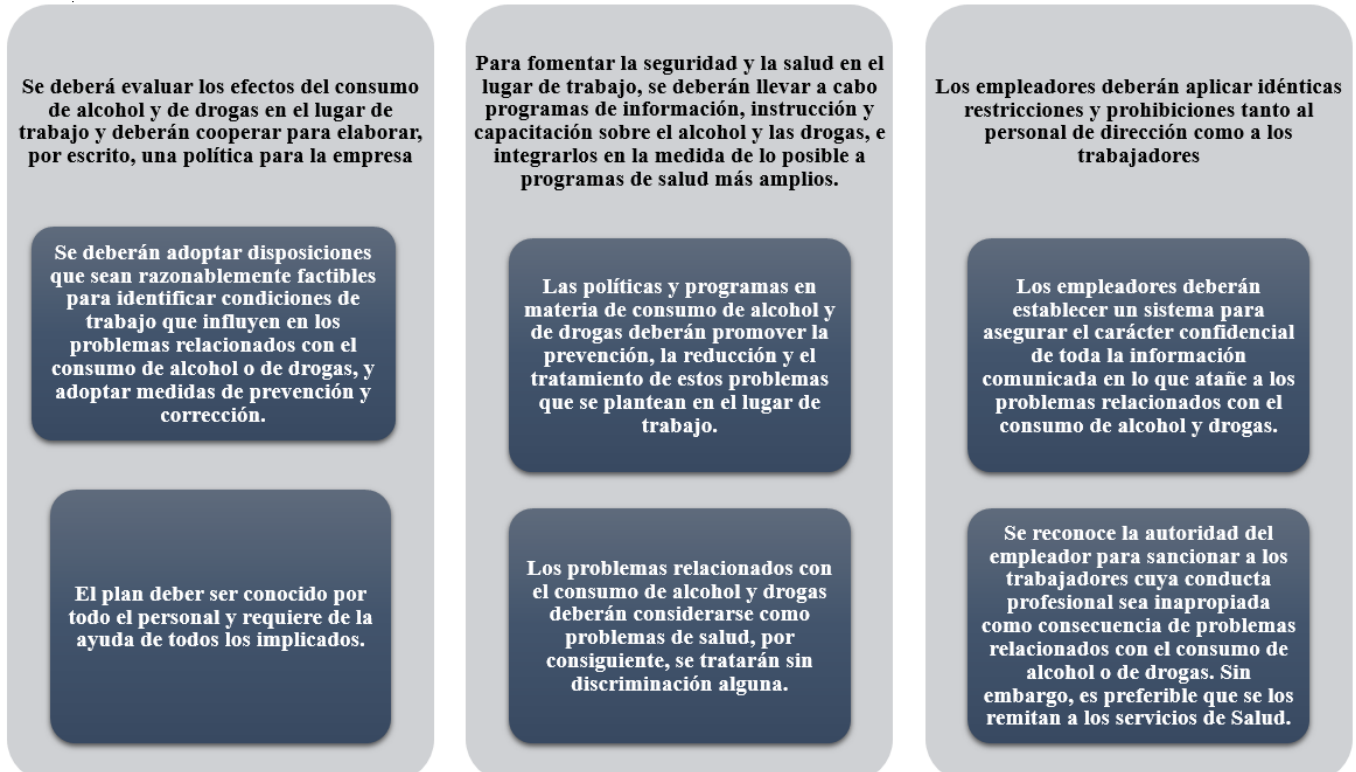 Se deberá evaluar los efectos del consumo
de alcohol y de drogas en el lugar de
trabajo y deberán cooperar para elaborar,
por escrito, una política para la empresa
Se deberán adoptar disposiciones
que sean razonablemente factibles
para identificar condiciones de
trabajo que influyen en los
problemas relacionados con el
consumo de alcohol o de drogas, y
adoptar medidas de prevención y
corrección.
El plan deber ser conocido por
todo el personal y requiere de la
ayuda de todos los implicados.
Para fomentar la seguridad y la salud en el
lugar de trabajo, se deberán llevar a cabo
programas de información, instrucción y
capacitación sobre el alcohol y las drogas, e
integrarlos en la medida de lo posible a
programas de salud más amplios.
Las políticas y programas en
materia de consumo de alcohol y
de drogas deberán promover la
prevención, la reducción y el
tratamiento de estos problemas
que se plantean en el lugar de
trabajo.
Los problemas relacionados con
el consumo de alcohol y drogas
deberán considerarse como
problemas de salud, por
consiguiente, se tratarán sin
discriminación alguna.
Los empleadores deberán aplicar idénticas
restricciones y prohibiciones tanto al
personal de dirección como a los
trabajadores
Los empleadores deberán
establecer un sistema para
asegurar el carácter confidencial
de toda la información
comunicada en lo que atañe a los
problemas relacionados con el
consumo de alcohol y drogas.
Se reconoce la autoridad del
empleador para sancionar a los
trabajadores cuya conducta
profesional sea inapropiada
como consecuencia de problemas
relacionados con el consumo de
alcohol o de drogas. Sin
embargo, es preferible que se los
remitan a los servicios de Salud.